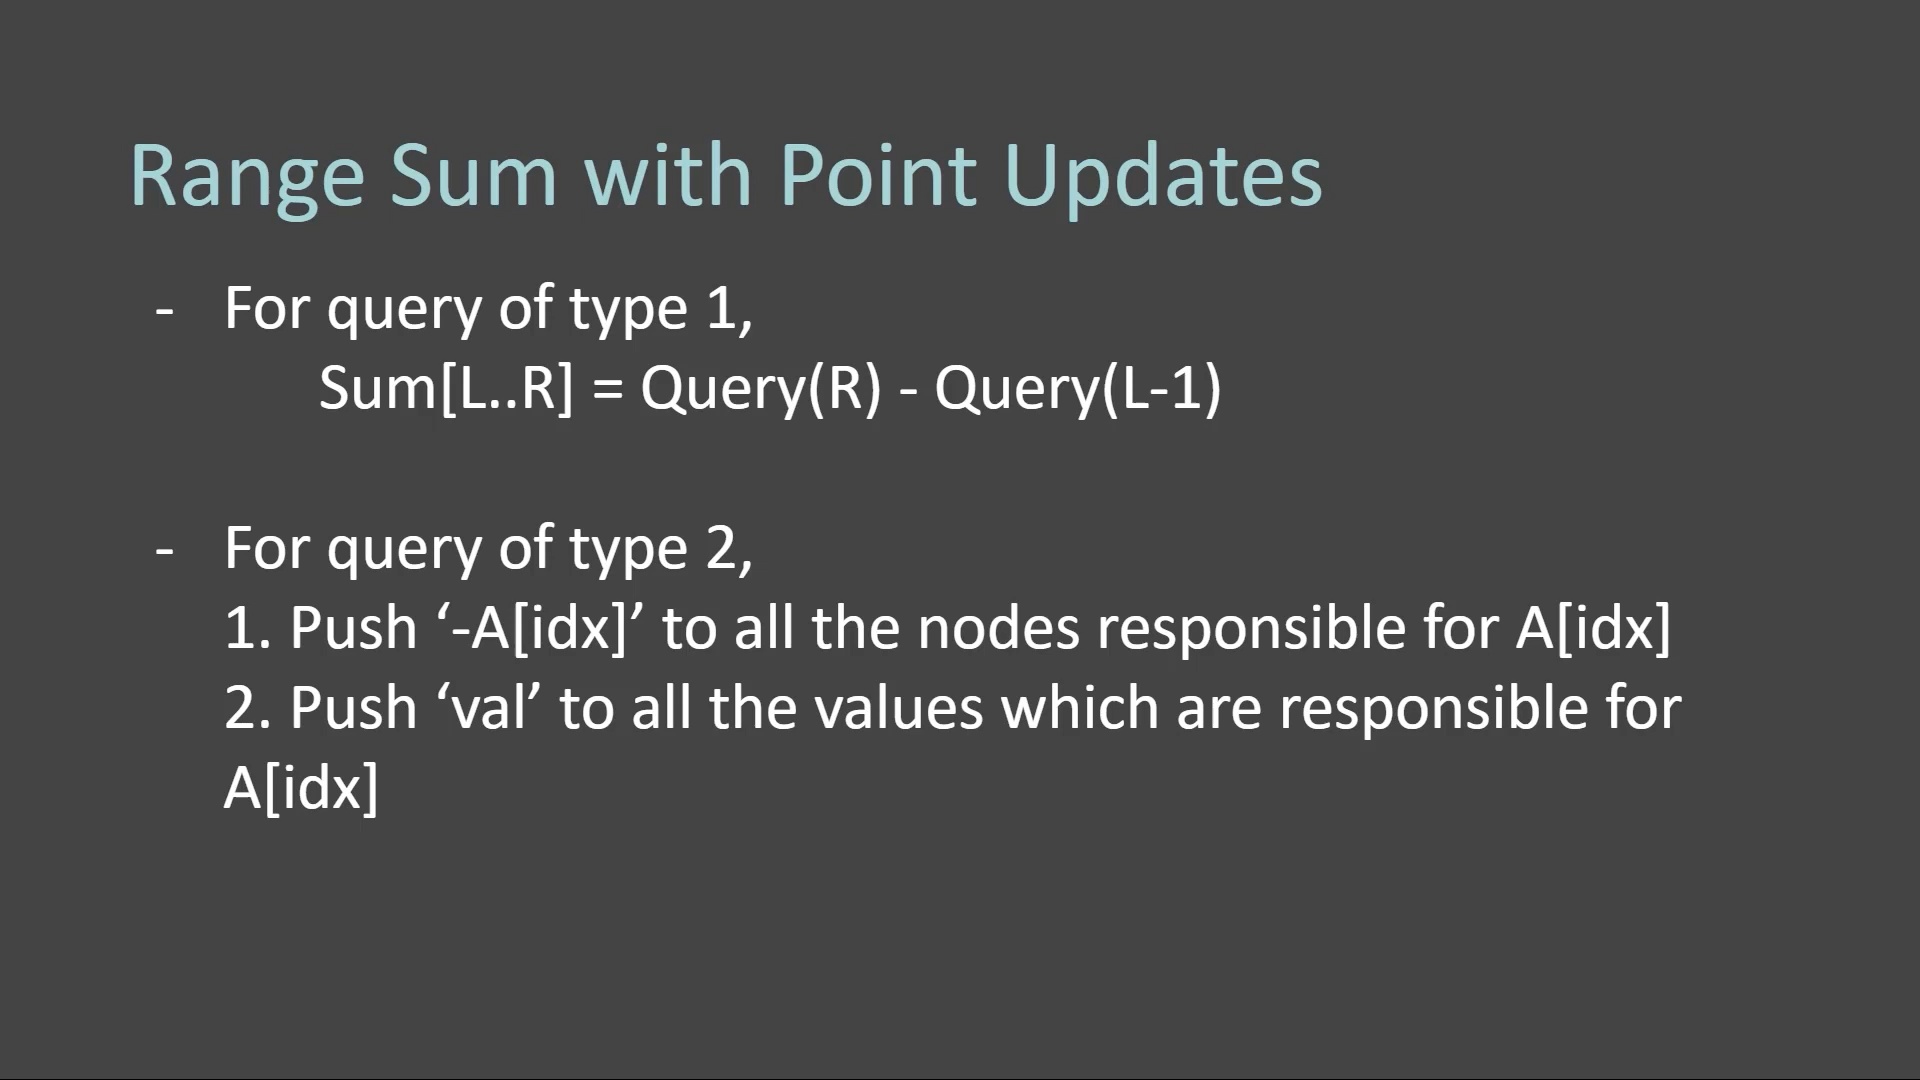 Range Sum with Point Updates
- For query of type 1,
Sum[L..R] = Query(R) - Query(L-1)
- For query of type 2,
1. Push ‘-A[idx]’ to all the nodes responsible for A[idx]
2. Push ‘val’ to all the values which are responsible for
A[idx]